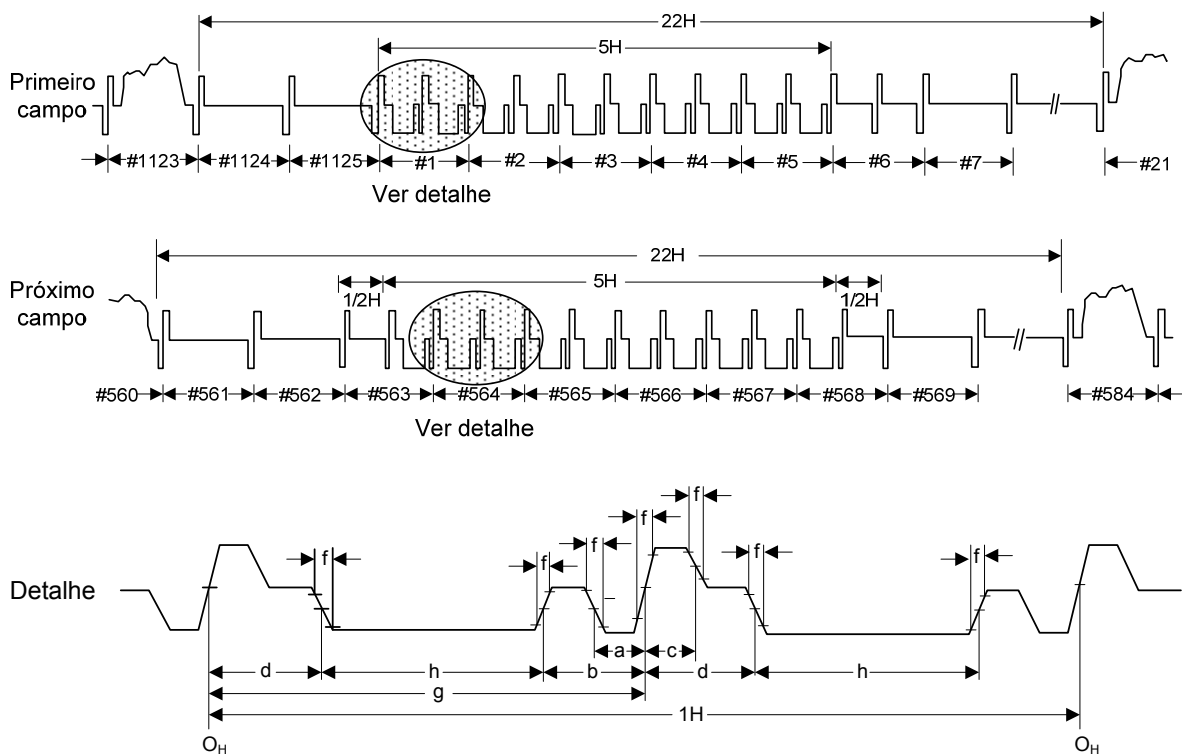 22H
5H
Primeiro
campo
#1123 #1124 #1125 #1 #2 #3 #4 #5 #6 #7 #21
Ver detalhe
22H
1/2H 5H 1/2H
Próximo
campo
#560 #561 #562 #563 #564 #565 #566 #567 #568 #569 #584
Ver detalhe
f f f f f f f f
Detalhe
a c
d h b d h
g
1H
OH OH